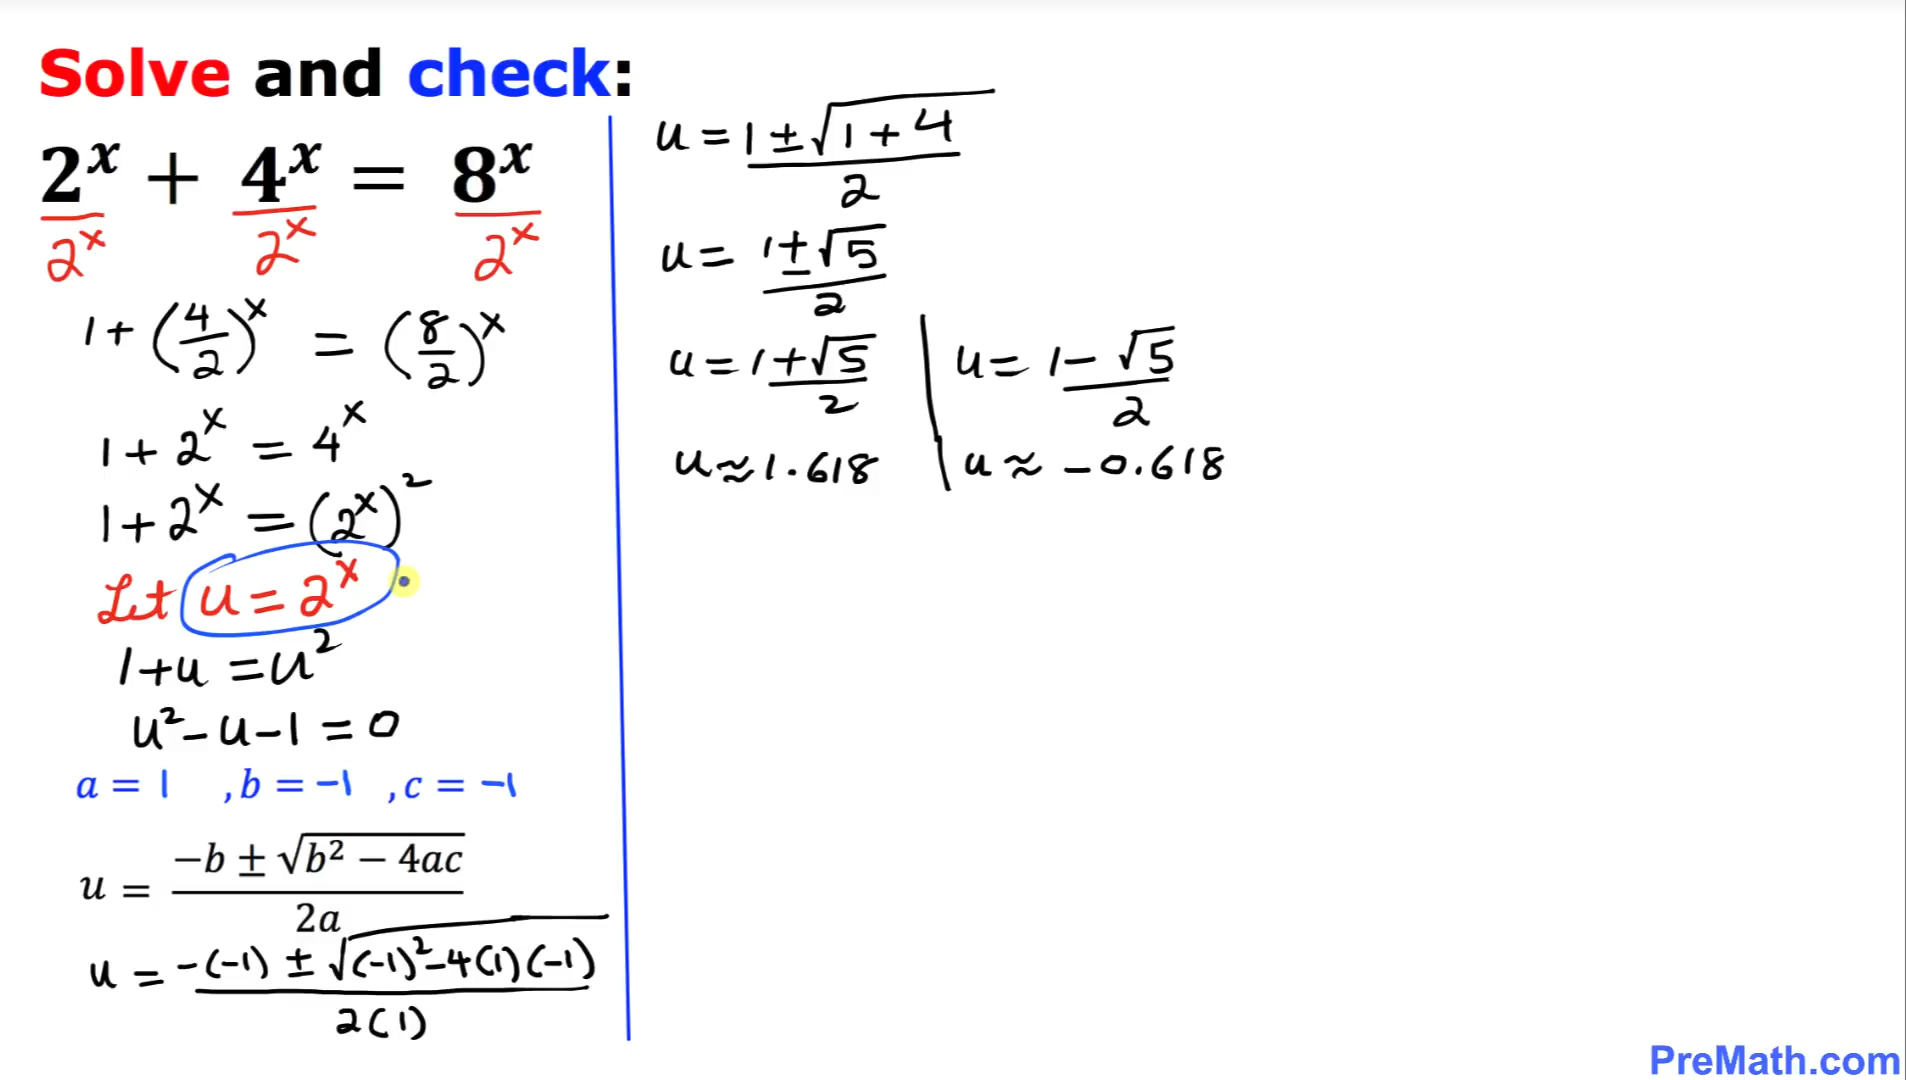 Solve and check:
2^x + 4^x = 8^x
2^x 2^x 2^x
1 + (4/2)^x = (8/2)^x
1 + 2^x = 4^x
1 + 2^x = (2^x)^2
Let u = 2^x
1 + u = u^2
u^2 - u - 1 = 0
a = 1 , b = -1 , c = -1
u = (-b ± √(b² − 4ac)) / 2a
u = (-(-1) ± √((-1)^2 - 4(1)(-1))) / 2(1)
u = (1 ± √(1 + 4)) / 2
u = (1 ± √5) / 2
u = (1 + √5) / 2 | u = (1 - √5) / 2
u ≈ 1.618 | u ≈ -0.618
PreMath.com